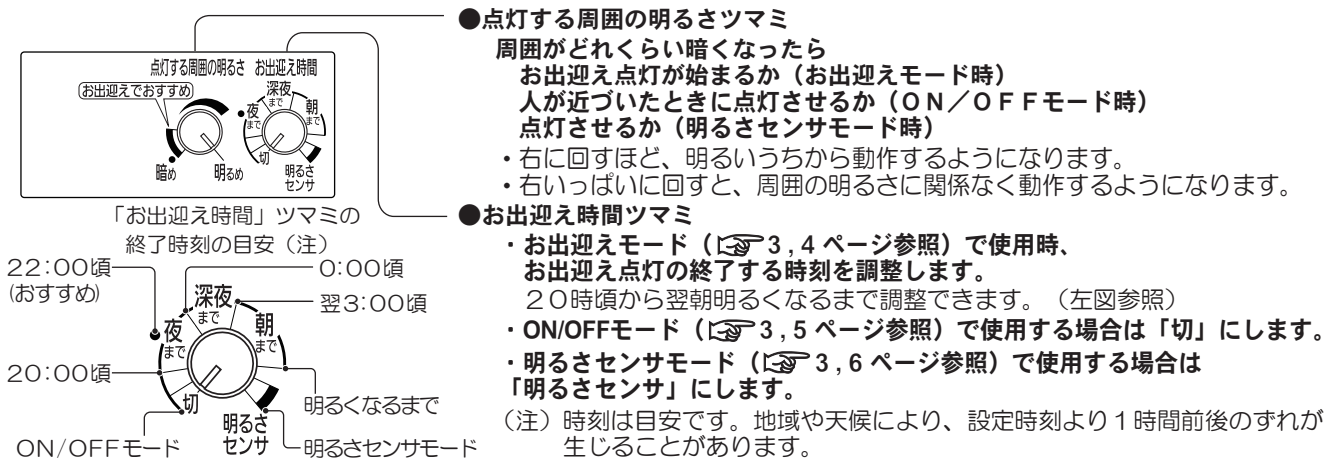 ●点灯する周囲の明るさツマミ
周囲がどれくらい暗くなったら
お出迎え点灯が始まるか（お出迎えモード時）
人が近づいたときに点灯させるか（ＯＮ／ＯＦＦモード時）
点灯させるか（明るさセンサモード時）
・右に回すほど、明るいうちから動作するようになります。
・右いっぱいに回すと、周囲の明るさに関係なく動作するようになります。
点灯する周囲の明るさ お出迎え時間
お出迎えでおすすめ
暗め
明るめ
深夜
まで
夜
まで
朝
まで
切
明るさ
センサ
「お出迎え時間」ツマミの
終了時刻の目安（注）
22:00頃
(おすすめ)
0:00頃
翌3:00頃
20:00頃
深夜
まで
夜
まで
朝
まで
切
明るさ
センサ
明るくなるまで
ON/OFFモード
明るさセンサモード
●お出迎え時間ツマミ
・お出迎えモード（☞3,4 ページ参照）で使用時、
お出迎え点灯の終了する時刻を調整します。
２０時頃から翌朝明るくなるまで調整できます。（左図参照）
・ON/OFFモード（☞3,5 ページ参照）で使用する場合は「切」にします。
・明るさセンサモード（☞3,6 ページ参照）で使用する場合は
「明るさセンサ」にします。
（注）時刻は目安です。地域や天候により、設定時刻より１時間前後のずれが
生じることがあります。